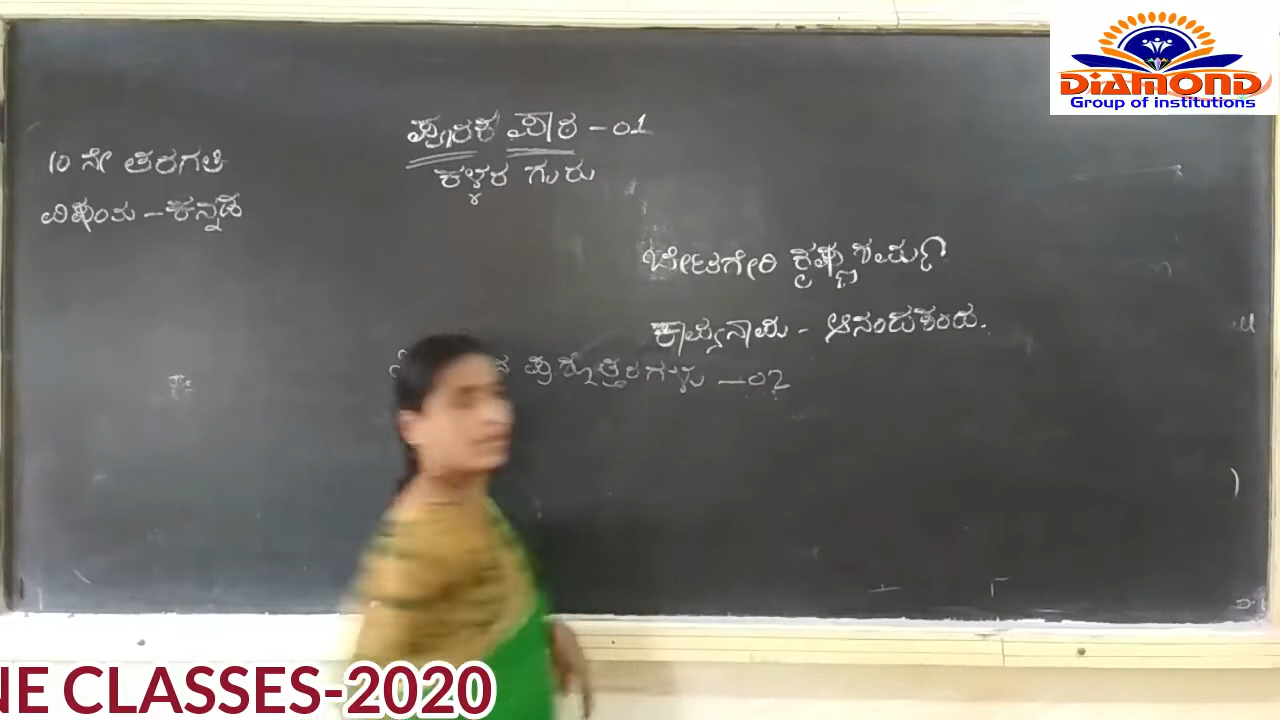 DIAMOND
Group of institutions
ಪೂರಕ ಪಾಠ - 01
10 ನೇ ತರಗತಿ
ಕಳ್ಳರ ಗುರು
ವಿಷಯ - ಕನ್ನಡ
ಬೇಟಗೇರಿ ಕೃಷ್ಣಶರ್ಮ
ಕಾವ್ಯನಾಮ - ಆನಂದಕಂದ.
ಪ್ರಶ್ನೋತ್ತರಗಳು - 02
NE CLASSES-2020